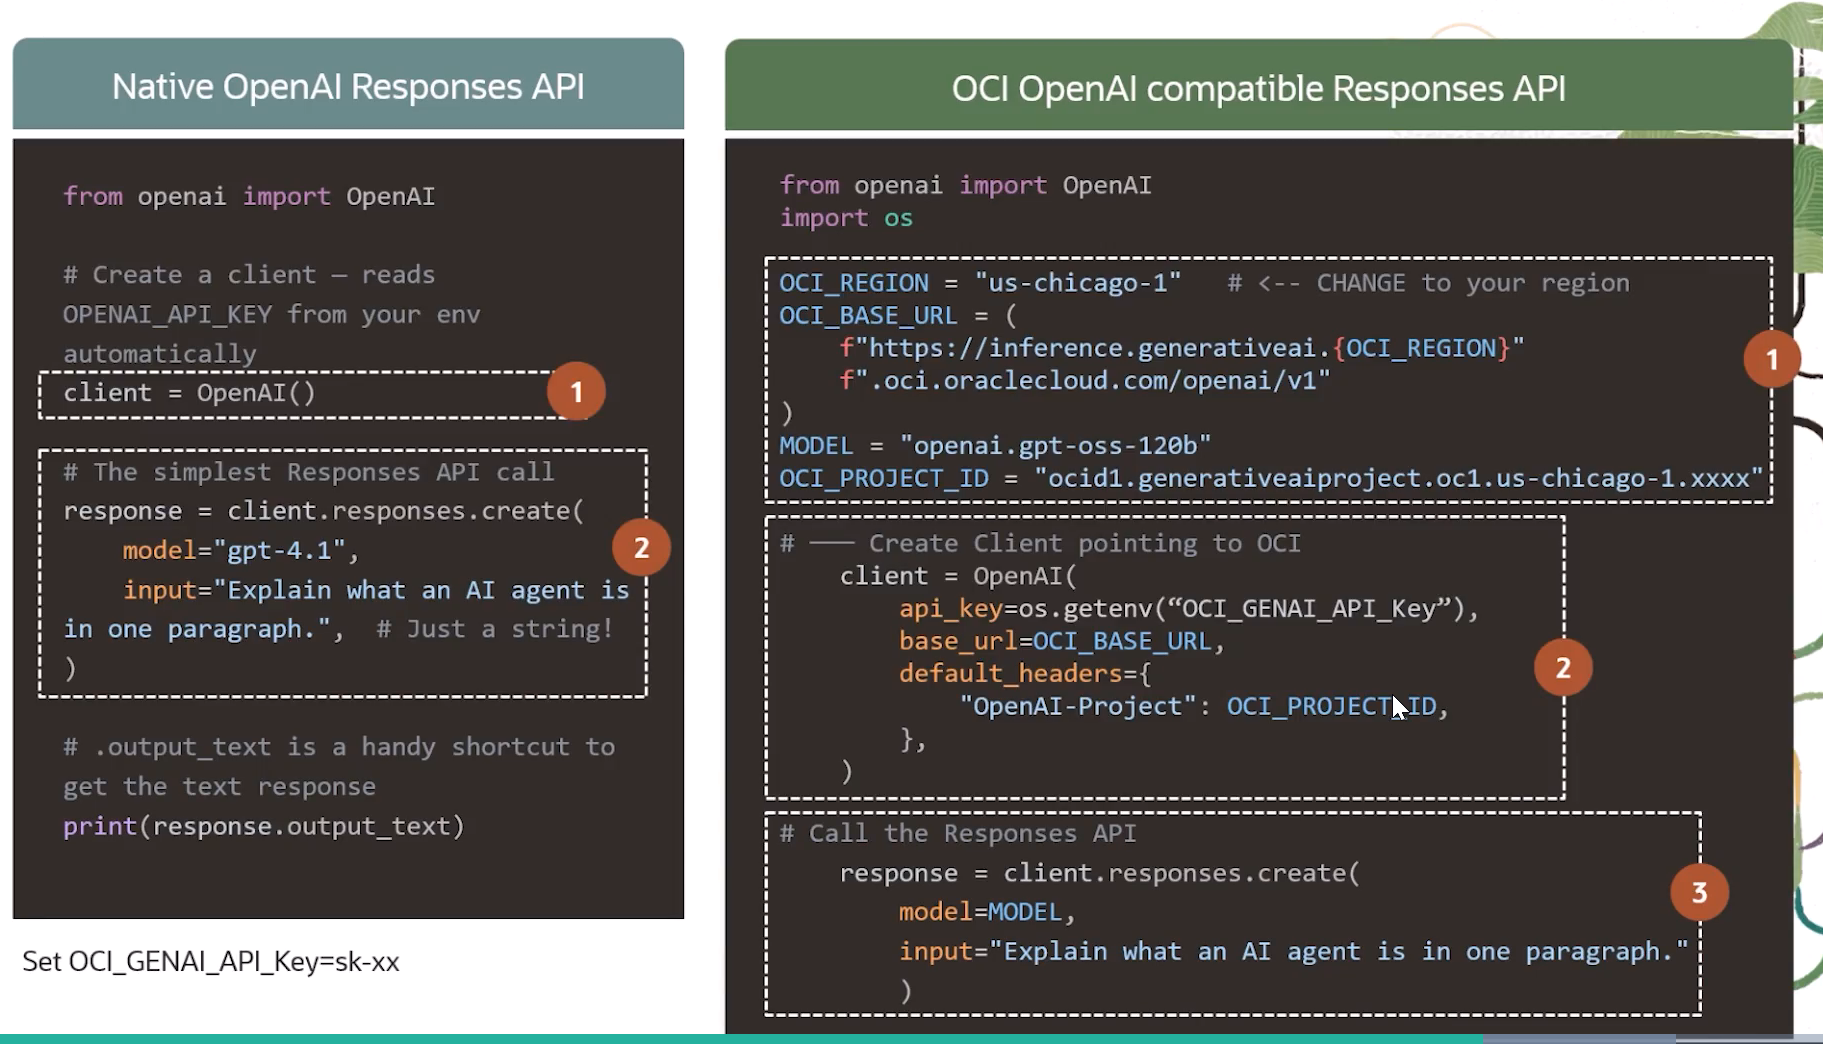 Native OpenAI Responses API
from openai import OpenAI
# Create a client – reads
OPENAI_API_KEY from your env
automatically
client = OpenAI()
1
# The simplest Responses API call
response = client.responses.create(
    model="gpt-4.1",
    input="Explain what an AI agent is
in one paragraph.",  # Just a string!
)
2
# .output_text is a handy shortcut to
get the text response
print(response.output_text)
Set OCI_GENAI_API_Key=sk-xx
OCI OpenAI compatible Responses API
from openai import OpenAI
import os
OCI_REGION = "us-chicago-1"   # <-- CHANGE to your region
OCI_BASE_URL = (
    f"https://inference.generativeai.{OCI_REGION}"
    f".oci.oraclecloud.com/openai/v1"
)
MODEL = "openai.gpt-oss-120b"
OCI_PROJECT_ID = "ocid1.generativeaiproject.oc1.us-chicago-1.xxxx"
1
# ─── Create Client pointing to OCI
    client = OpenAI(
        api_key=os.getenv(“OCI_GENAI_API_Key”),
        base_url=OCI_BASE_URL,
        default_headers={
            "OpenAI-Project": OCI_PROJECT_ID,
        },
    )
2
# Call the Responses API
    response = client.responses.create(
        model=MODEL,
        input="Explain what an AI agent is in one paragraph."
        )
3